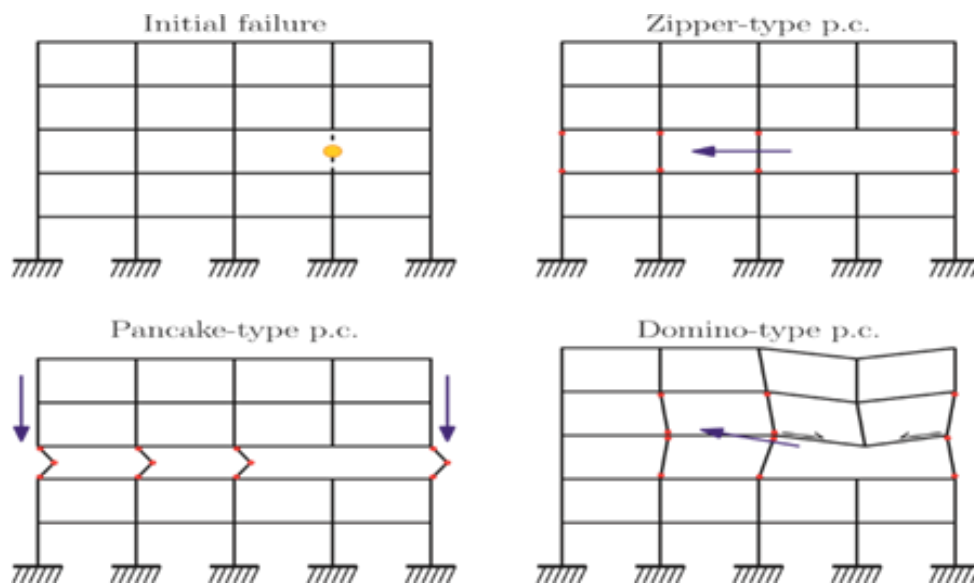 Initial failure
Zipper-type p.c.
Pancake-type p.c.
Domino-type p.c.